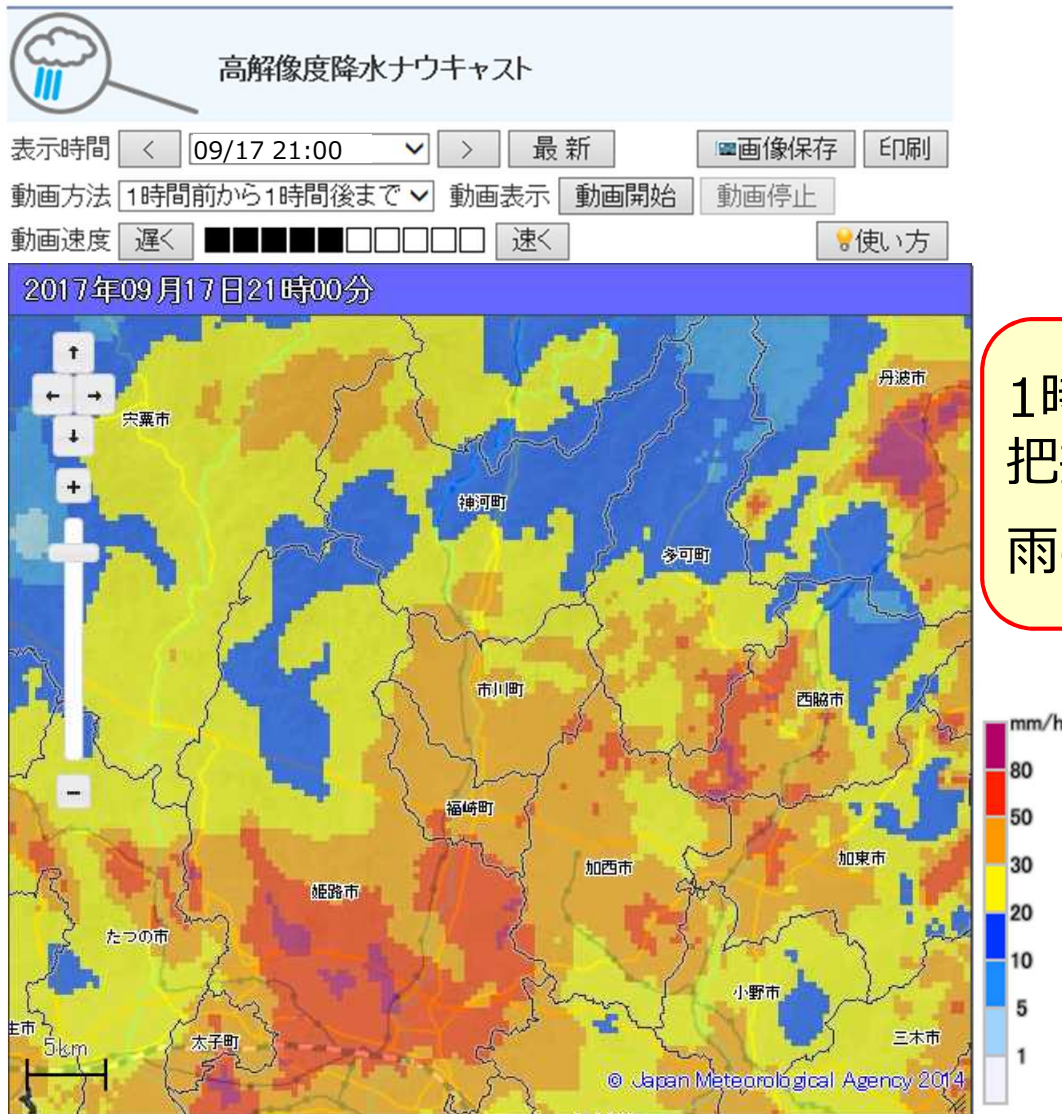 高解像度降水ナウキャスト
表示時間 < 09/17 21:00 > 最 新 画像保存 印刷
動画方法 1時間前から1時間後まで 動画表示 動画開始 動画停止
動画速度 遅く 速く 使い方
2017年09月17日21時00分
丹波市
宍粟市
神河町
多可町
市川町
西脇市
福崎町
加西市
加東市
姫路市
たつの市
小野市
生市
太子町
三木市
5km
© Japan Meteorological Agency 2014
1時
雨
mm/h
80
50
30
20
10
5
1